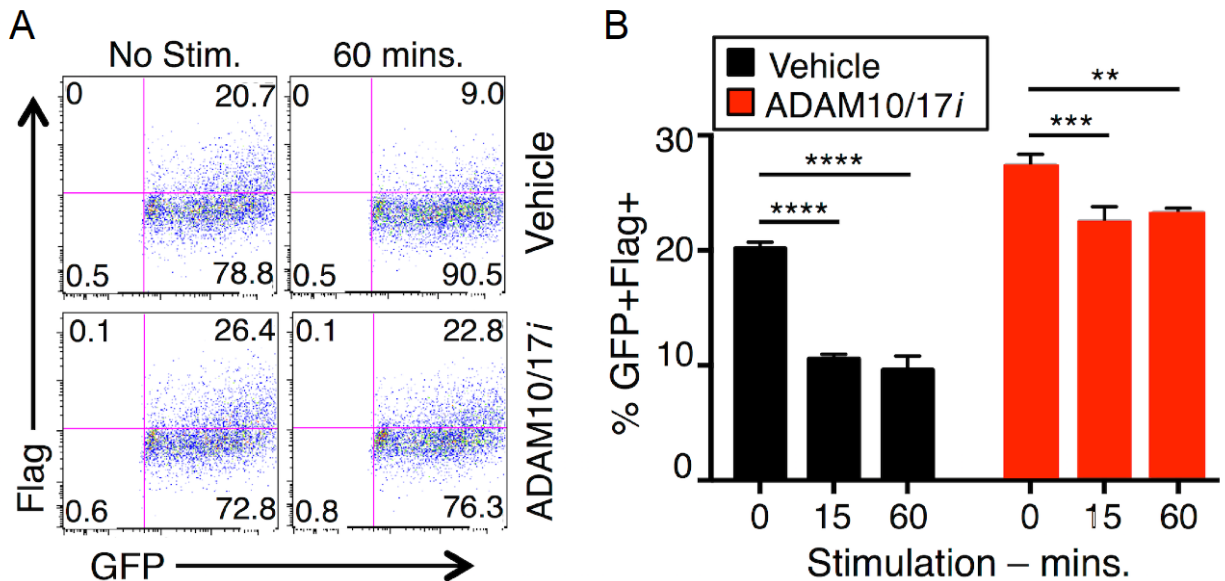 A
No Stim.
60 mins.
0
20.7
0
9.0
0.5
78.8
0.5
90.5
Vehicle
0.1
26.4
0.1
22.8
0.6
72.8
0.8
76.3
ADAM10/17i
Flag
GFP
B
Vehicle
ADAM10/17i
**
***
****
****
% GFP+Flag+
30
20
10
0
0 15 60 0 15 60
Stimulation – mins.